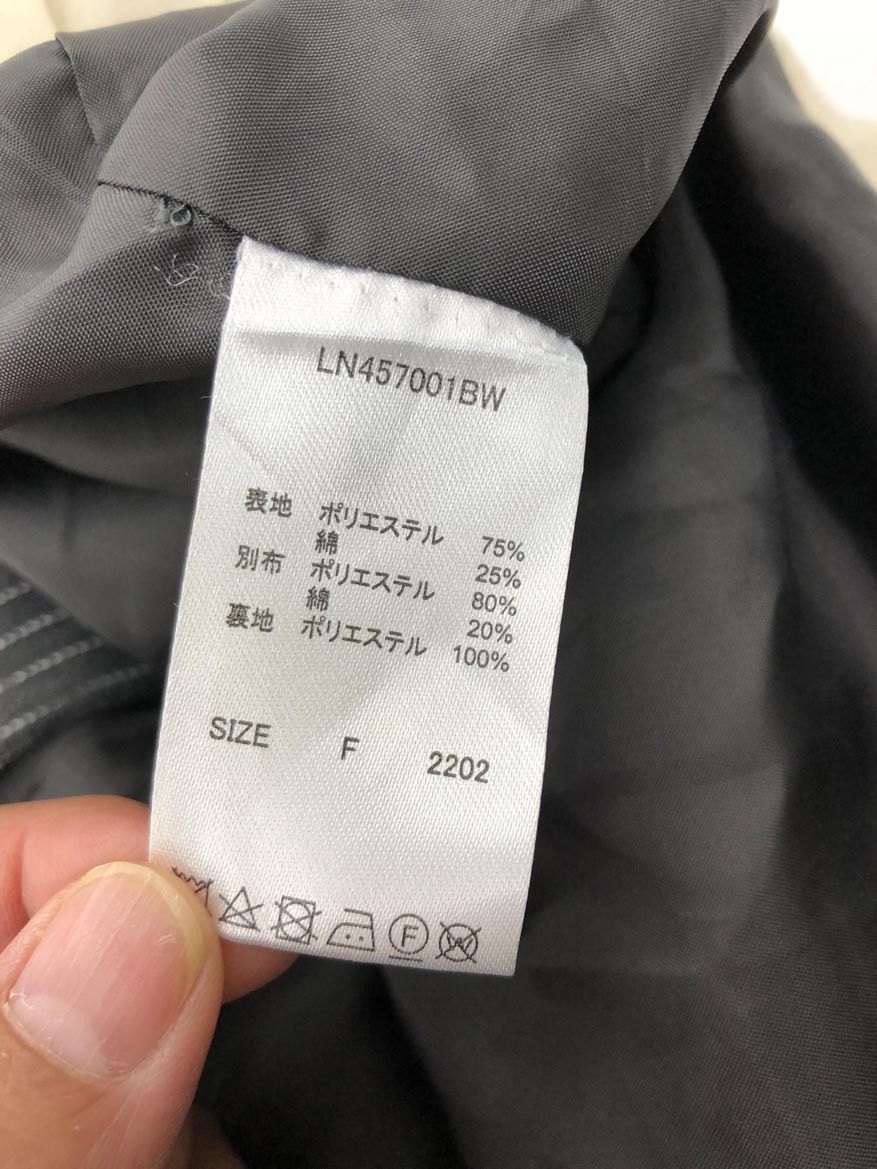 LN457001BW
表地 ポリエステル 75%
綿 25%
別布 ポリエステル 80%
綿 20%
裏地 ポリエステル 100%
SIZE F 2202
F W